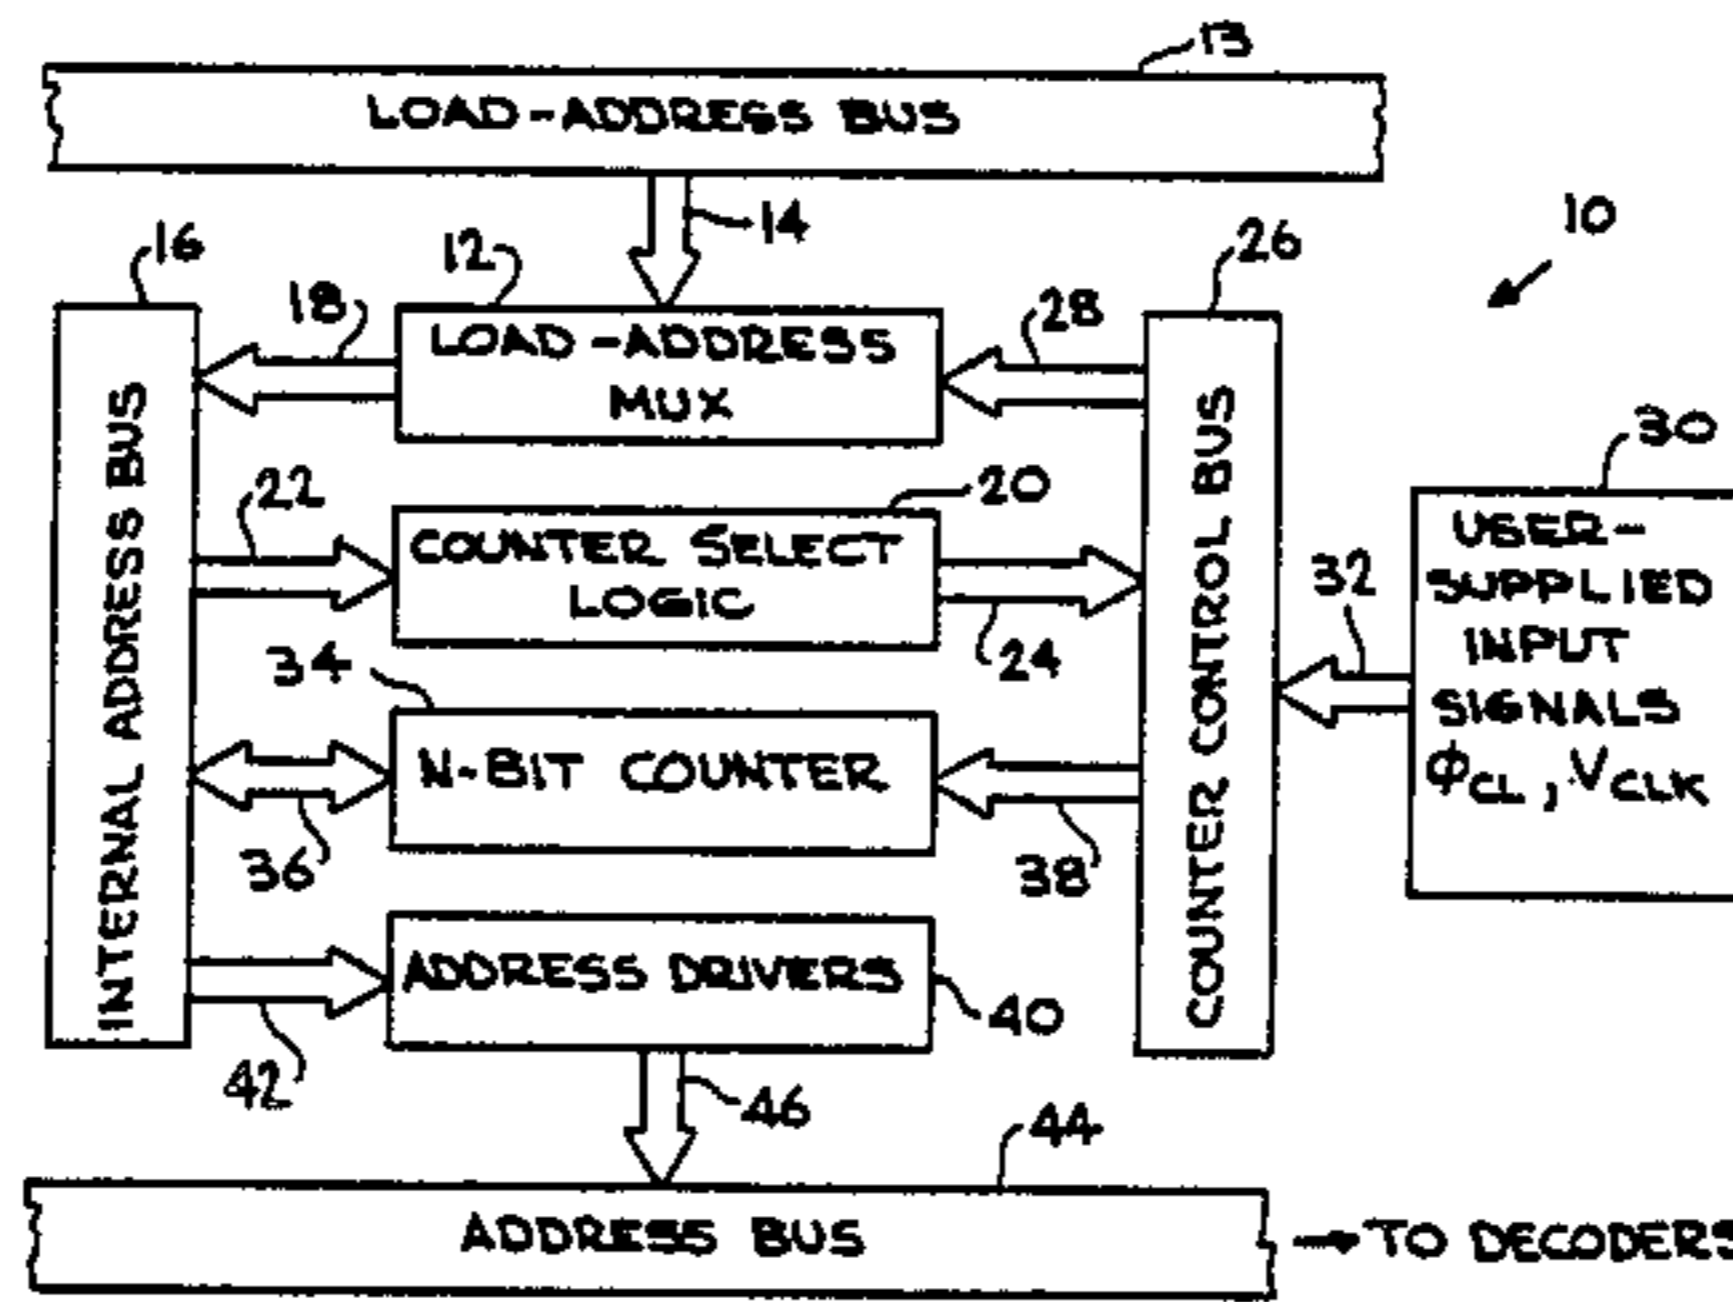 13
LOAD-ADDRESS BUS
14
10
16
12
26
18
28
LOAD-ADDRESS
MUX
30
22
20
COUNTER SELECT
LOGIC
24
32
USER-
SUPPLIED
INPUT
SIGNALS
ΦCL, VCLK
INTERNAL ADDRESS BUS
COUNTER CONTROL BUS
34
N-BIT COUNTER
36
38
ADDRESS DRIVERS
40
42
46
44
ADDRESS BUS
TO DECODERS